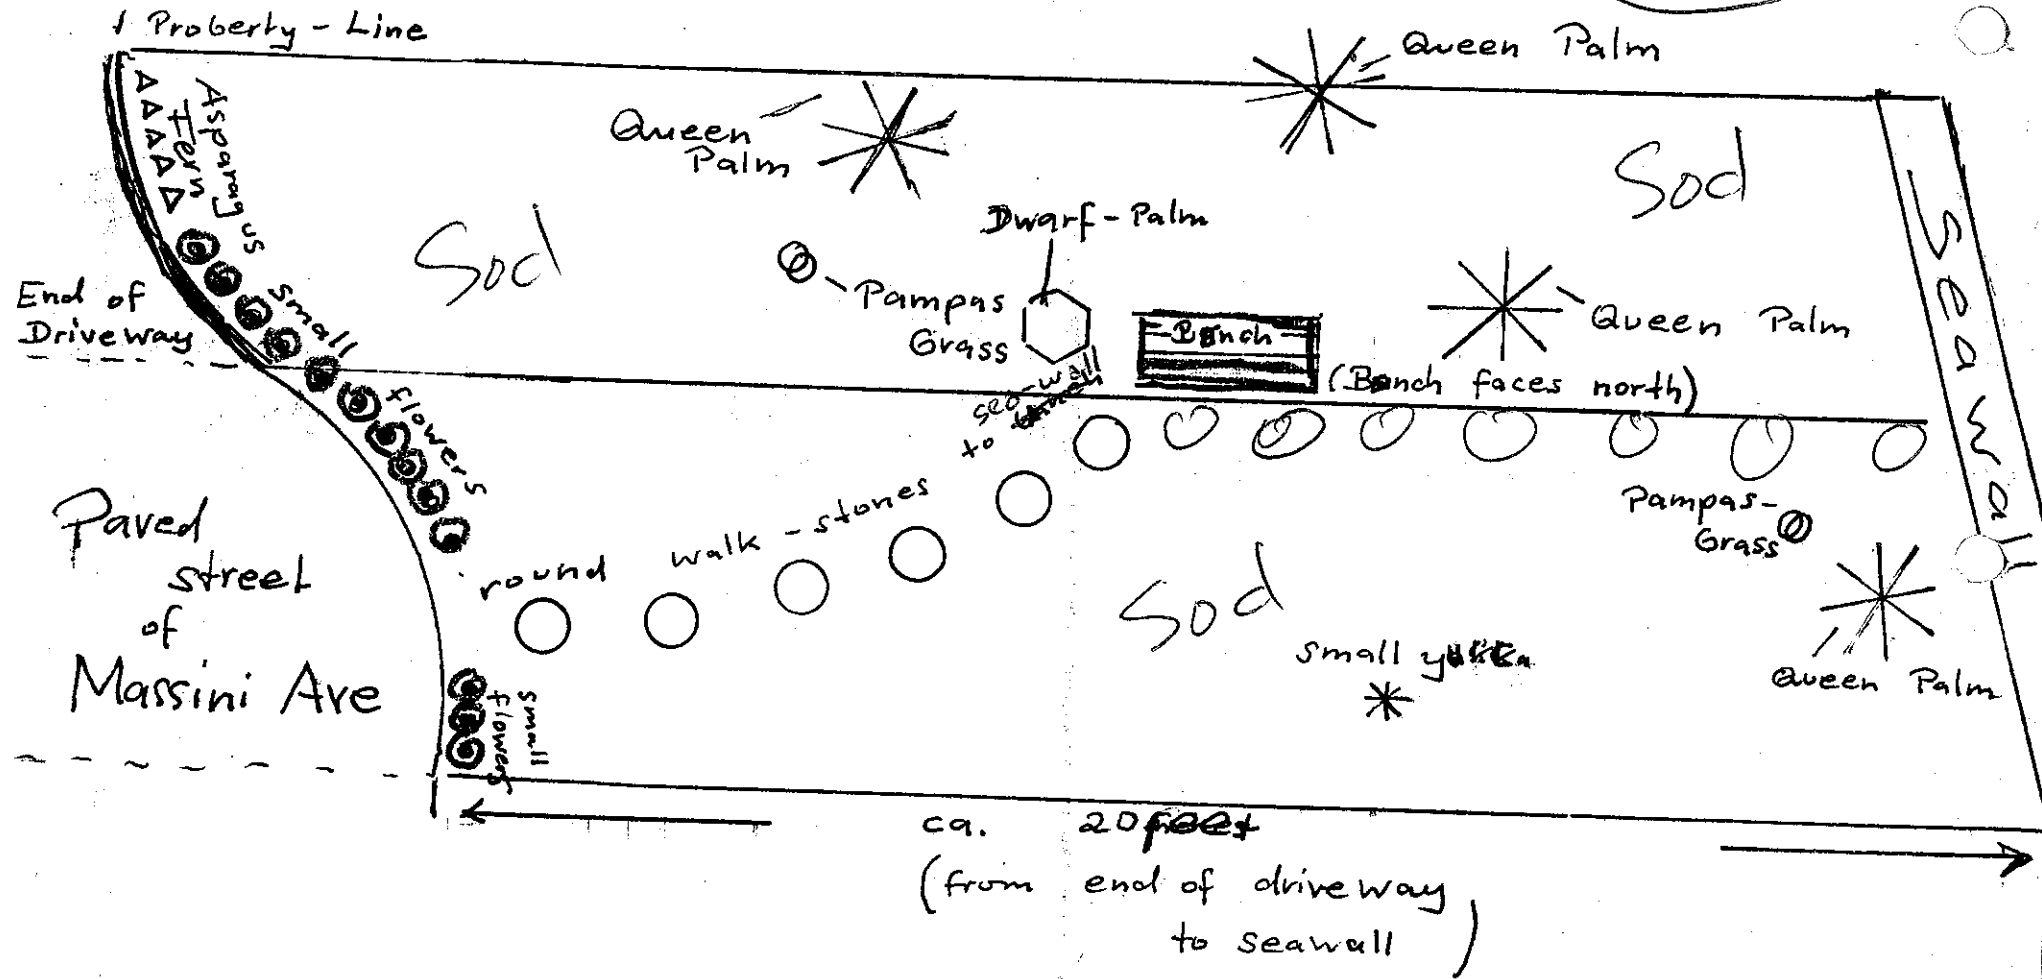 Proberty - Line
Queen Palm
Queen
Palm
Asparagus
Fern
Sod
Sod
Dwarf - Palm
Pampas
Grass
Bench
Queen Palm
(Bench faces north)
End of
Driveway
small flowers
Seawall
sea-wall
to
round walk - stones
Pampas-
Grass
Paved
street
of
Massini Ave
Sod
small yukka
Queen Palm
small
flowers
ca. 20 feet
(from end of driveway
to seawall)